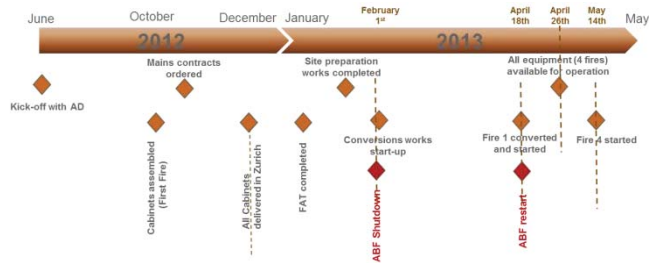 June
October
December
January
February
1st
April
18th
April
26th
May
14th
May
2012
2013
Mains contracts
ordered
Site preparation
works completed
All equipment (4 fires)
available for operation
Kick-off with AD
Conversions works
start-up
Fire 1 converted
and started
Fire 4 started
Cabinets assembled
(First Fire)
All Cabinets
delivered in Zurich
FAT completed
ABF Shutdown
ABF restart